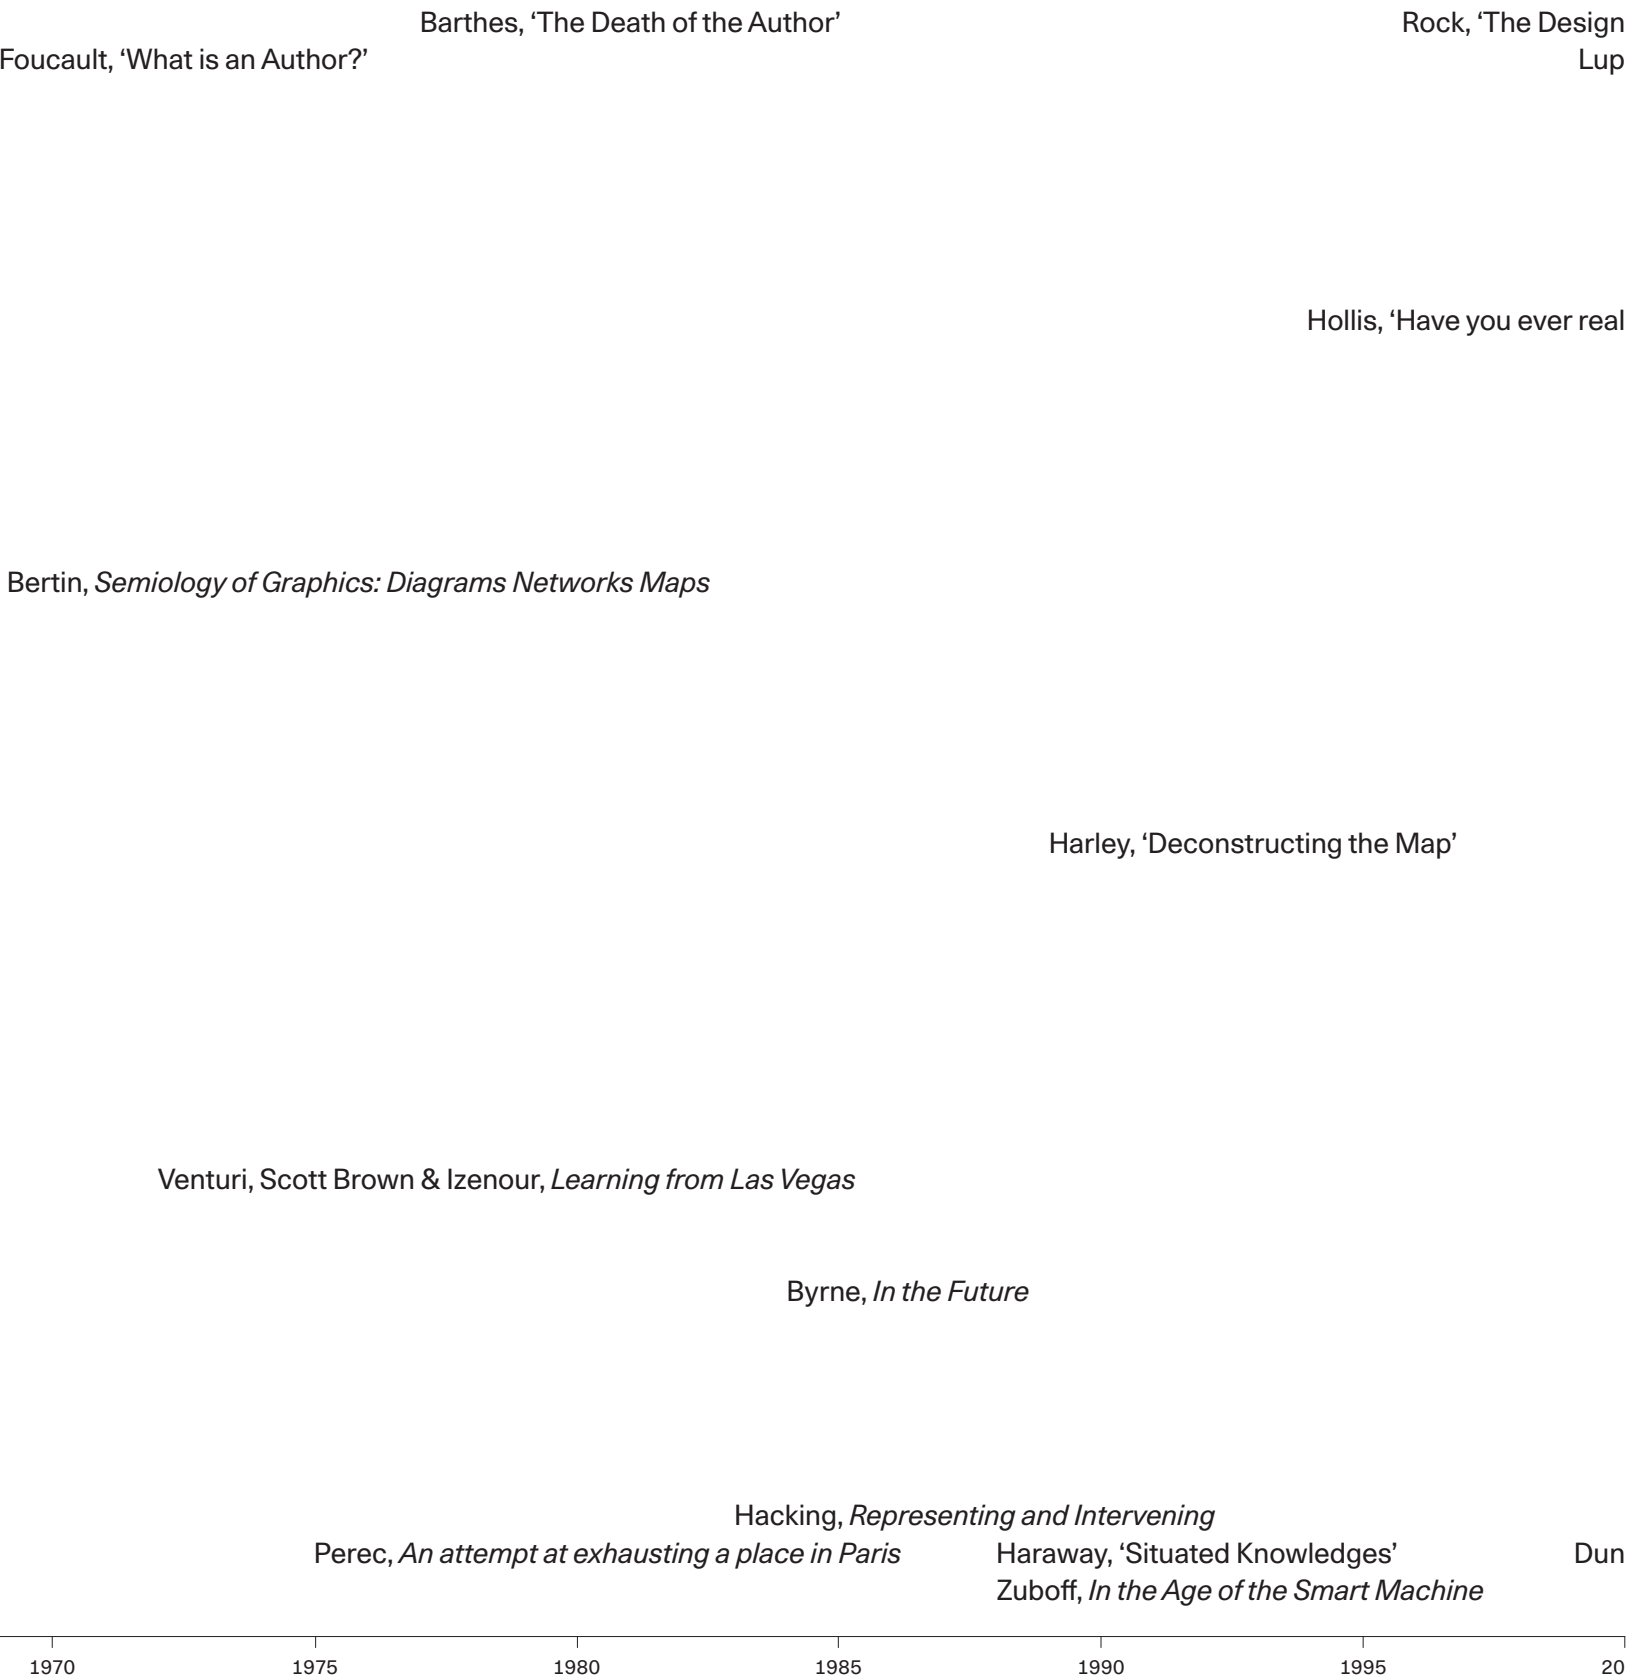 Barthes, ‘The Death of the Author’ Rock, ‘The Design
Foucault, ‘What is an Author?’ Lup
Hollis, ‘Have you ever real
Bertin, Semiology of Graphics: Diagrams Networks Maps
Harley, ‘Deconstructing the Map’
Venturi, Scott Brown & Izenour, Learning from Las Vegas
Byrne, In the Future
Hacking, Representing and Intervening
Perec, An attempt at exhausting a place in Paris Haraway, ‘Situated Knowledges’ Dun
Zuboff, In the Age of the Smart Machine
1970 1975 1980 1985 1990 1995 20